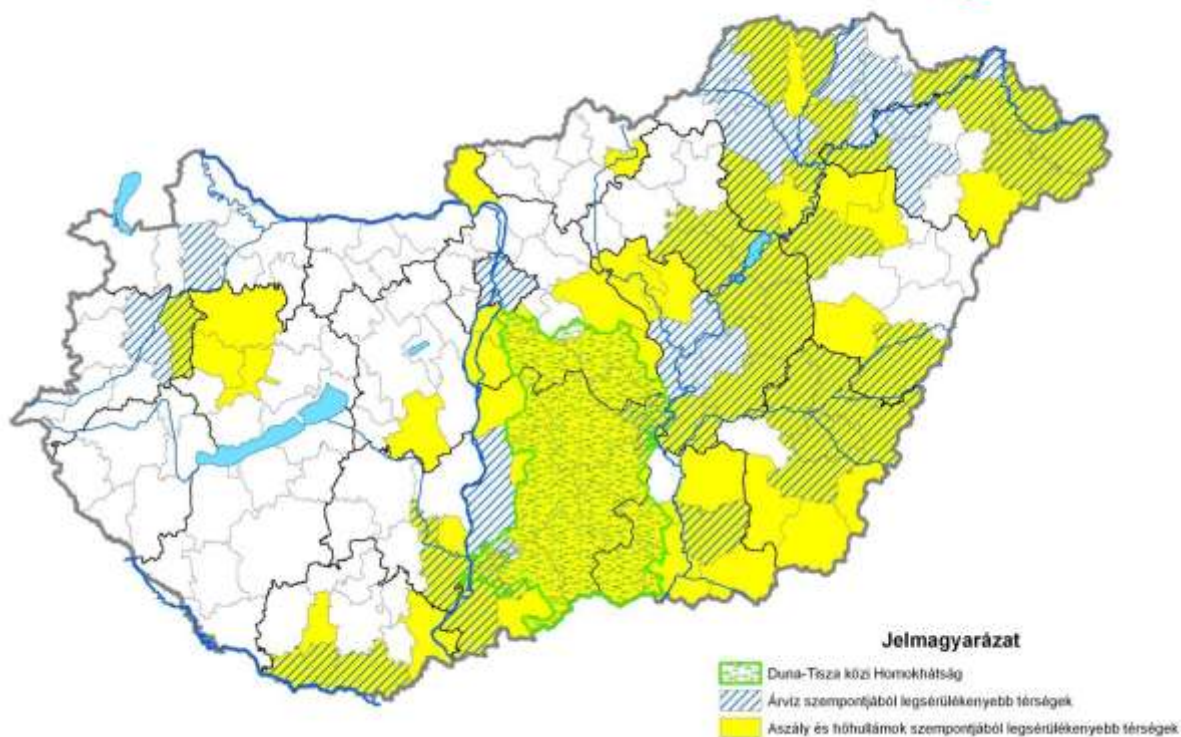 Jelmagyarázat
Duna-Tisza közi Homokhátság
Árvíz szempontjából legsérülékenyebb térségek
Aszály és hőhullámok szempontjából legsérülékenyebb térségek